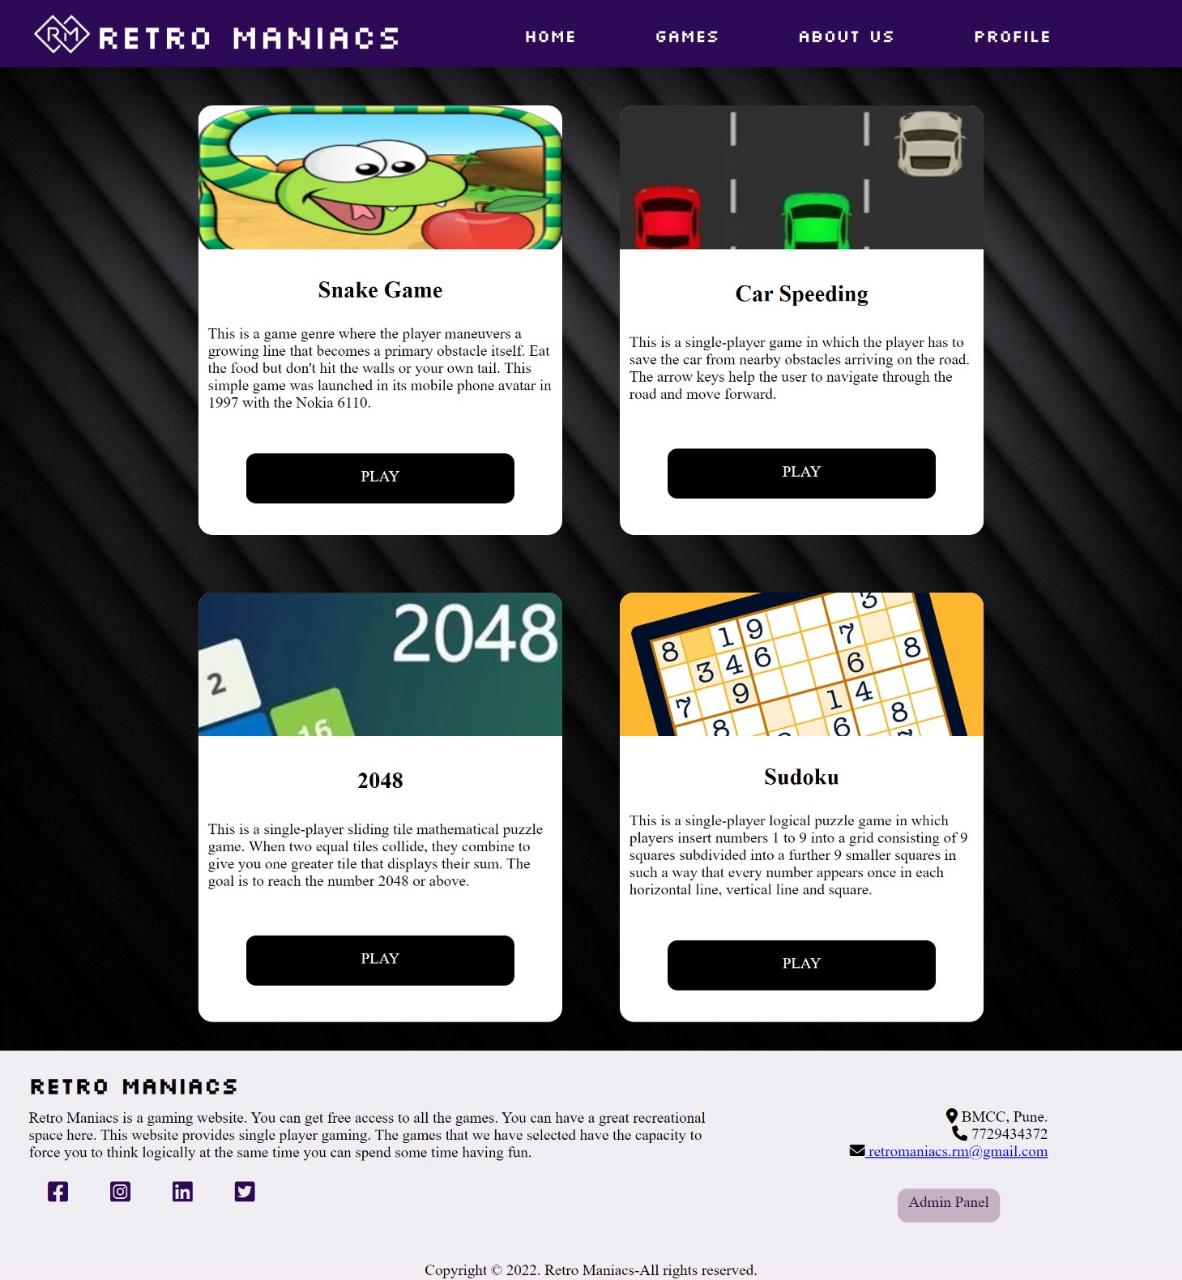 RM RETRO MANIACS HOME GAMES ABOUT US PROFILE
Snake Game
This is a game genre where the player maneuvers a
growing line that becomes a primary obstacle itself. Eat
the food but don't hit the walls or your own tail. This
simple game was launched in its mobile phone avatar in
1997 with the Nokia 6110.
PLAY
Car Speeding
This is a single-player game in which the player has to
save the car from nearby obstacles arriving on the road.
The arrow keys help the user to navigate through the
road and move forward.
PLAY
2048
2
16
2048
This is a single-player sliding tile mathematical puzzle
game. When two equal tiles collide, they combine to
give you one greater tile that displays their sum. The
goal is to reach the number 2048 or above.
PLAY
3
8 1 9 7
3 4 6 6 8
7 9 1 4
8 6 8
Sudoku
This is a single-player logical puzzle game in which
players insert numbers 1 to 9 into a grid consisting of 9
squares subdivided into a further 9 smaller squares in
such a way that every number appears once in each
horizontal line, vertical line and square.
PLAY
RETRO MANIACS
Retro Maniacs is a gaming website. You can get free access to all the games. You can have a great recreational
space here. This website provides single player gaming. The games that we have selected have the capacity to
force you to think logically at the same time you can spend some time having fun.
BMCC, Pune.
7729434372
retromaniacs.rm@gmail.com
Admin Panel
Copyright © 2022. Retro Maniacs-All rights reserved.